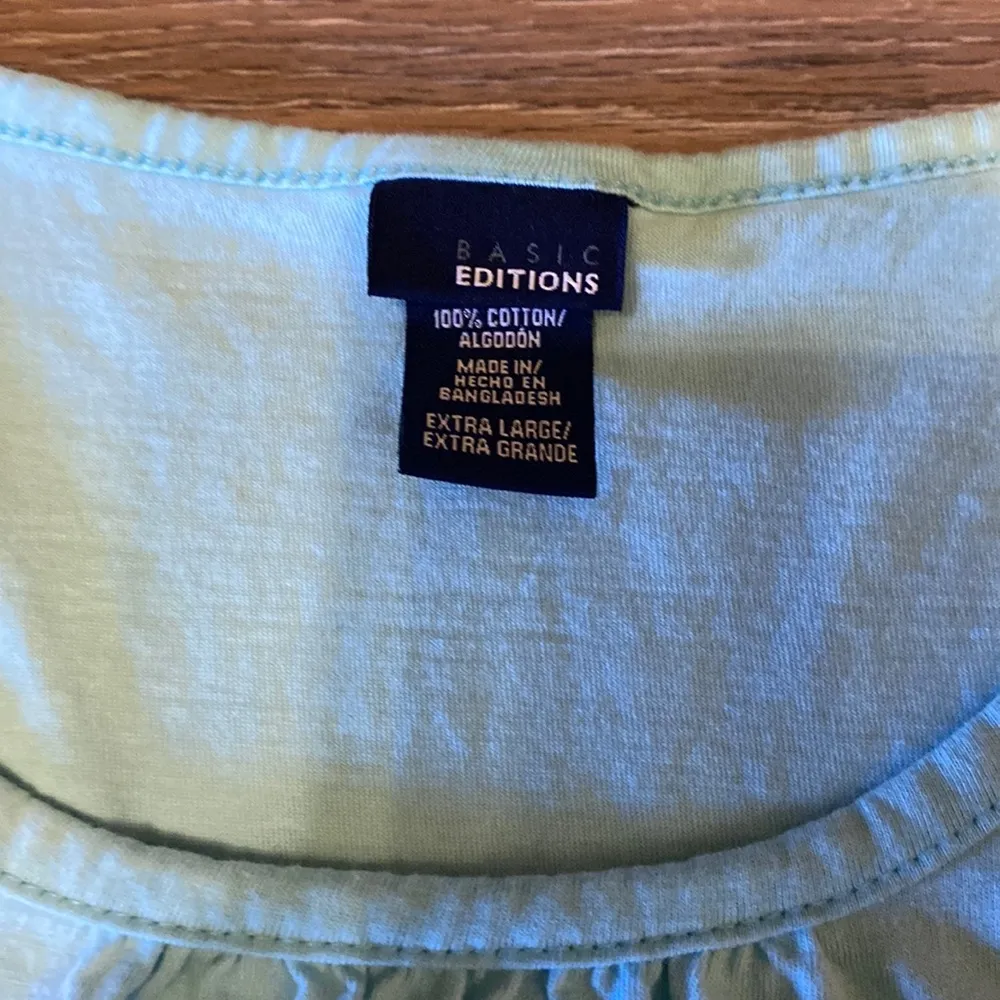 BASIC
EDITIONS
100% COTTON/
ALGODÓN
MADE IN/
HECHO EN
BANGLADESH
EXTRA LARGE/
EXTRA GRANDE